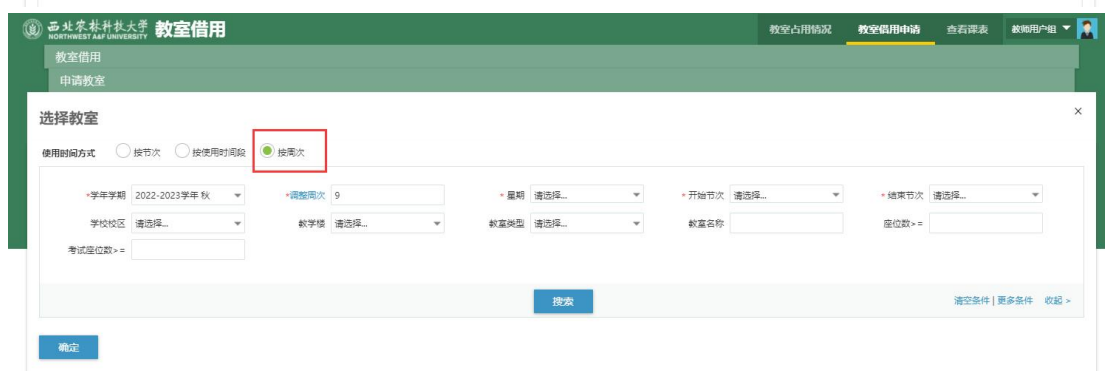 西北农林科技大学 教室借用 教室占用情况 教室借用申请 查看课表 教师用户组
NORTHWEST A&F UNIVERSITY
教室借用
申请教室
选择教室 ×
使用时间方式 按节次 按使用时间段 按周次
*学年学期 2022-2023学年 秋 *调整周次 9 *星期 请选择... *开始节次 请选择... *结束节次 请选择...
学校校区 请选择... 教学楼 请选择... 教室类型 请选择... 教室名称 座位数>=
考试座位数>=
搜索 清空条件 | 更多条件 收起 >
确定